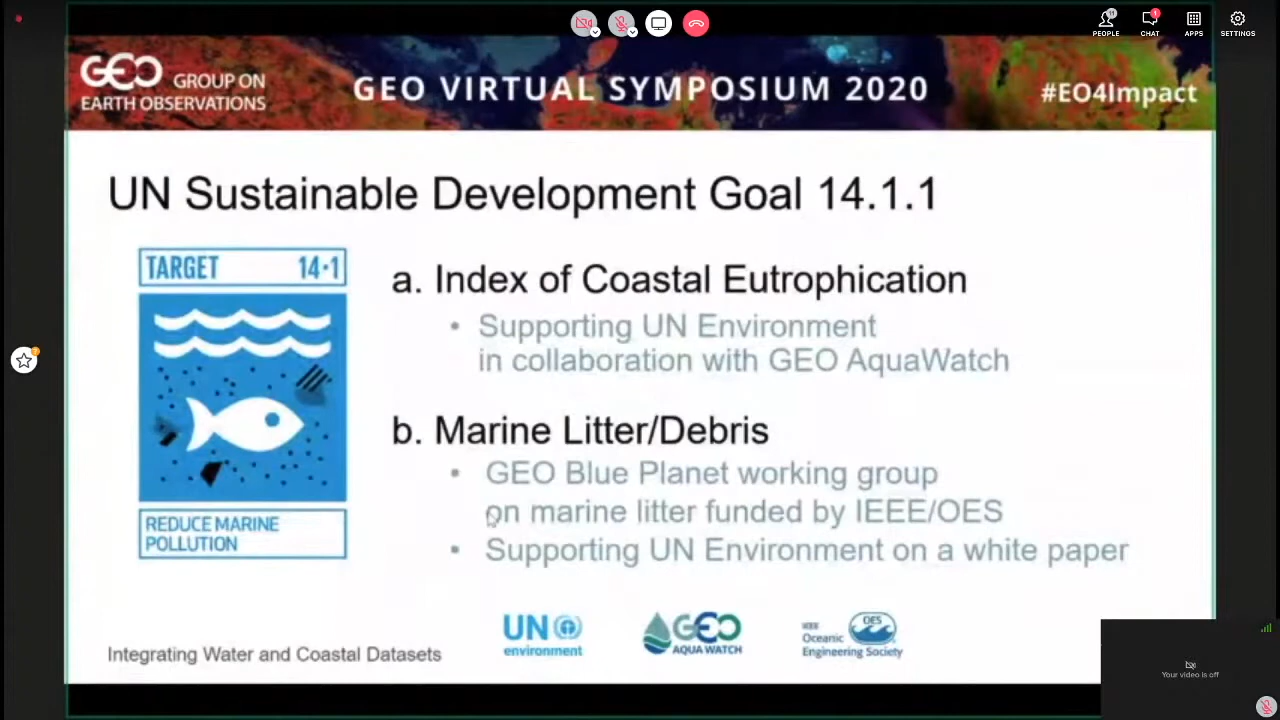 11
1
PEOPLE
CHAT
APPS
SETTINGS
GEO GROUP ON
EARTH OBSERVATIONS
GEO VIRTUAL SYMPOSIUM 2020
#EO4Impact
UN Sustainable Development Goal 14.1.1
TARGET 14·1
REDUCE MARINE
POLLUTION
a. Index of Coastal Eutrophication
• Supporting UN Environment
in collaboration with GEO AquaWatch
b. Marine Litter/Debris
• GEO Blue Planet working group
on marine litter funded by IEEE/OES
• Supporting UN Environment on a white paper
Integrating Water and Coastal Datasets
UN
environment
GEO
AQUA WATCH
IEEE
OES
Oceanic
Engineering Society
Your video is off